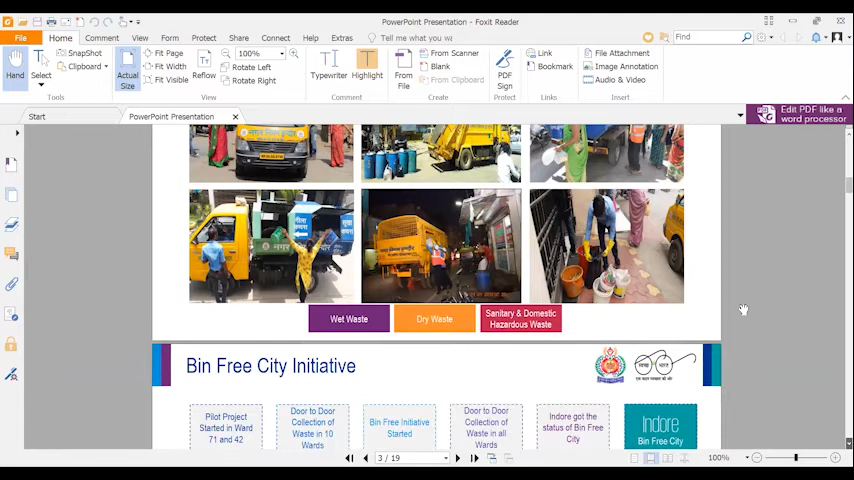 PowerPoint Presentation - Foxit Reader
File Home Comment View Form Protect Share Connect Help Extras Tell me what you want... Find
Hand
Select
SnapShot
Clipboard
Tools
Actual Size
Fit Page
Fit Width
Fit Visible
Reflow
100%
Rotate Left
Rotate Right
View
Typewriter
Highlight
Comment
From File
From Scanner
Blank
From Clipboard
Create
PDF Sign
Protect
Link
Bookmark
Links
File Attachment
Image Annotation
Audio & Video
Insert
Start
PowerPoint Presentation
Edit PDF like a
word processor
गीला
कचरा
सूखा
कचरा
Wet Waste
Dry Waste
Sanitary & Domestic
Hazardous Waste
Bin Free City Initiative
Pilot Project
Started in Ward
71 and 42
Door to Door
Collection of
Waste in 10
Wards
Bin Free Initiative
Started
Door to Door
Collection of
Waste in all
Wards
Indore got the
status of Bin Free
City
Indore
Bin Free City
3 / 19
100%